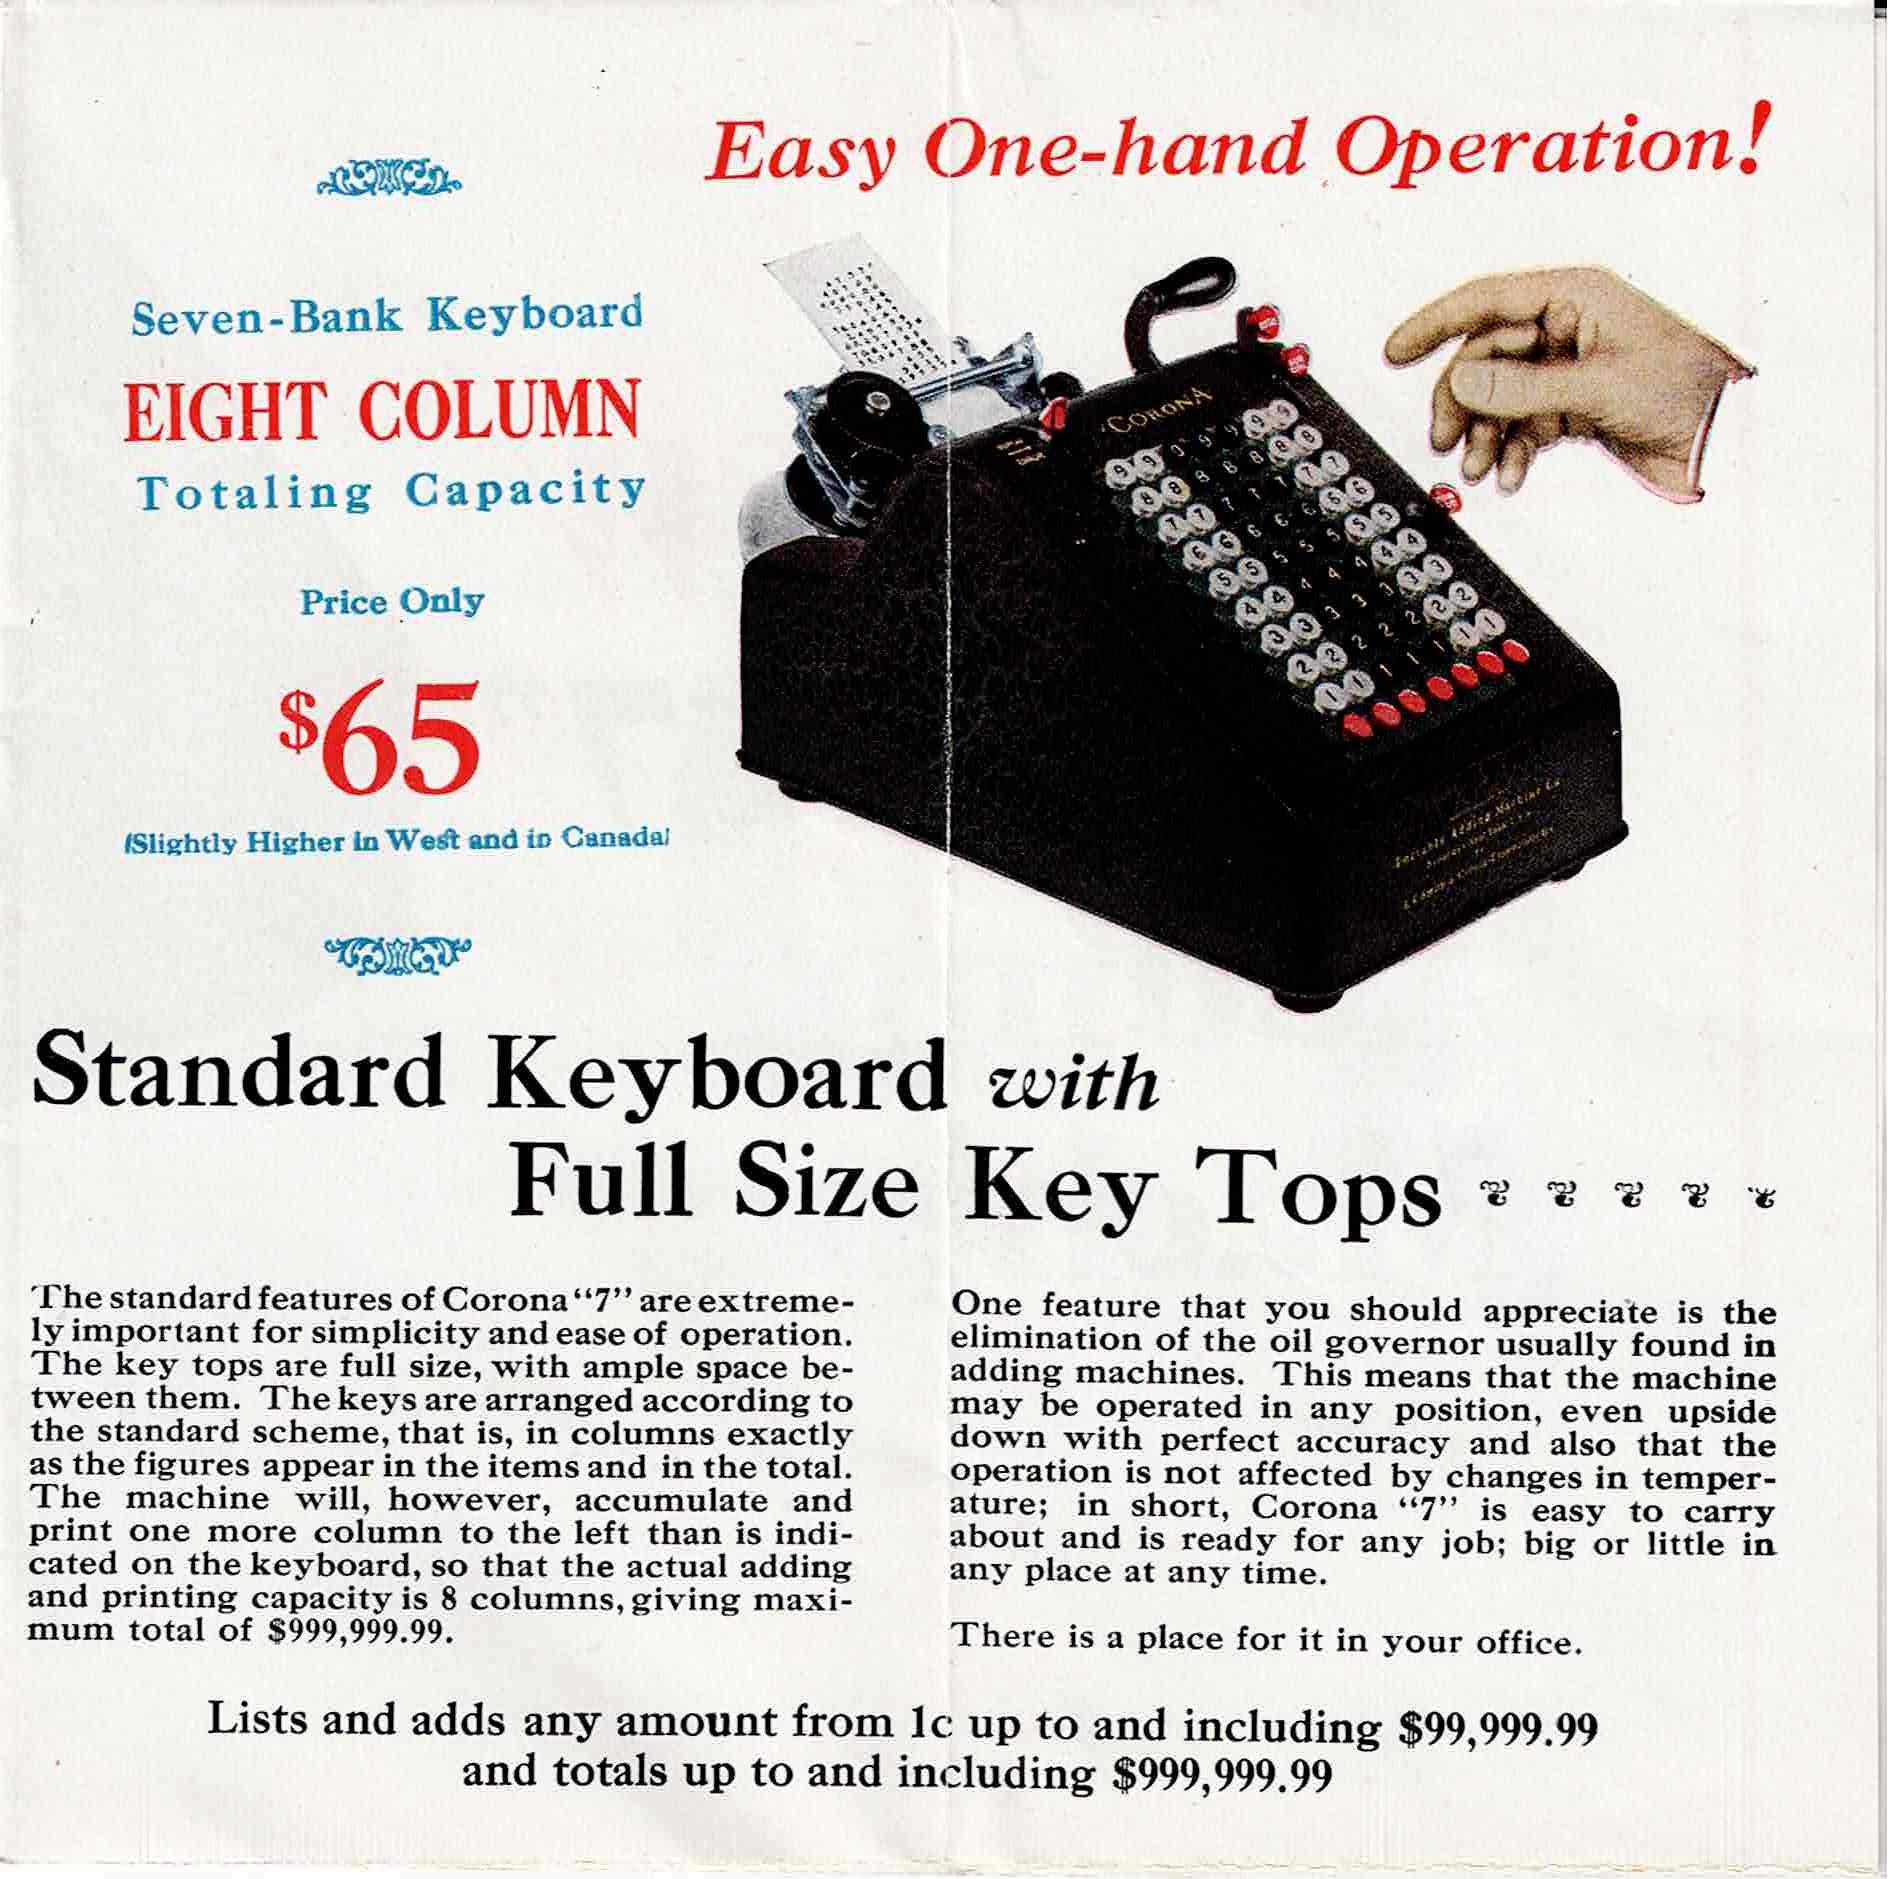 Easy One-hand Operation!
Seven-Bank Keyboard
EIGHT COLUMN
Totaling Capacity
Price Only
$65
(Slightly Higher in West and in Canada)
CORONA
Portable Adding Machine Co
Standard Keyboard with
Full Size Key Tops
The standard features of Corona “7” are extreme-
ly important for simplicity and ease of operation.
The key tops are full size, with ample space be-
tween them. The keys are arranged according to
the standard scheme, that is, in columns exactly
as the figures appear in the items and in the total.
The machine will, however, accumulate and
print one more column to the left than is indi-
cated on the keyboard, so that the actual adding
and printing capacity is 8 columns, giving maxi-
mum total of $999,999.99.
One feature that you should appreciate is the
elimination of the oil governor usually found in
adding machines. This means that the machine
may be operated in any position, even upside
down with perfect accuracy and also that the
operation is not affected by changes in temper-
ature; in short, Corona “7” is easy to carry
about and is ready for any job; big or little in
any place at any time.
There is a place for it in your office.
Lists and adds any amount from 1c up to and including $99,999.99
and totals up to and including $999,999.99